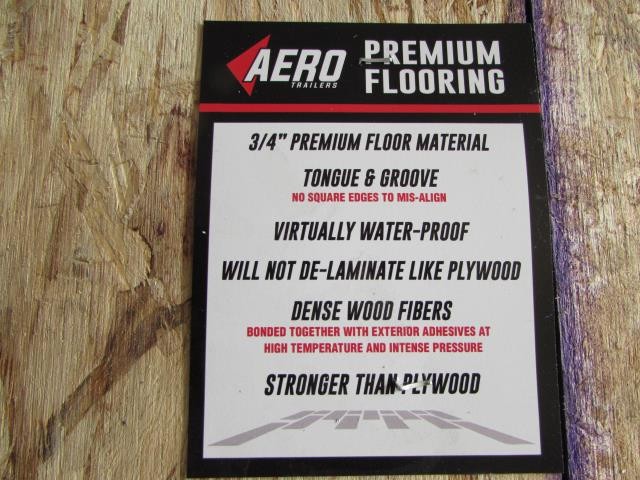 AERO
TRAILERS
PREMIUM
FLOORING
3/4" PREMIUM FLOOR MATERIAL
TONGUE & GROOVE
NO SQUARE EDGES TO MIS-ALIGN
VIRTUALLY WATER-PROOF
WILL NOT DE-LAMINATE LIKE PLYWOOD
DENSE WOOD FIBERS
BONDED TOGETHER WITH EXTERIOR ADHESIVES AT
HIGH TEMPERATURE AND INTENSE PRESSURE
STRONGER THAN PLYWOOD